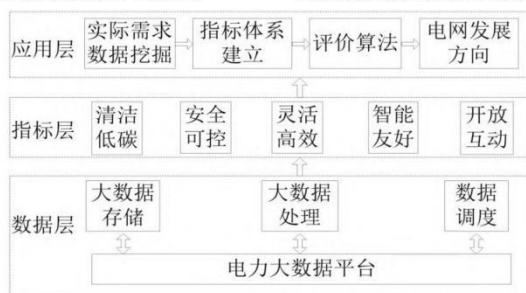 应用层
实际需求
数据挖掘
指标体系
建立
评价算法
电网发展
方向
指标层
清洁
低碳
安全
可控
灵活
高效
智能
友好
开放
互动
数据层
大数据
存储
大数据
处理
数据
调度
电力大数据平台